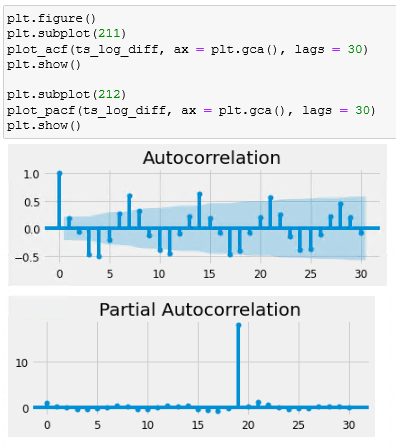 plt.figure()
plt.subplot(211)
plot_acf(ts_log_diff, ax = plt.gca(), lags = 30)
plt.show()
plt.subplot(212)
plot_pacf(ts_log_diff, ax = plt.gca(), lags = 30)
plt.show()
Autocorrelation
1.0
0.5
0.0
−0.5
0 5 10 15 20 25 30
Partial Autocorrelation
10
0
0 5 10 15 20 25 30